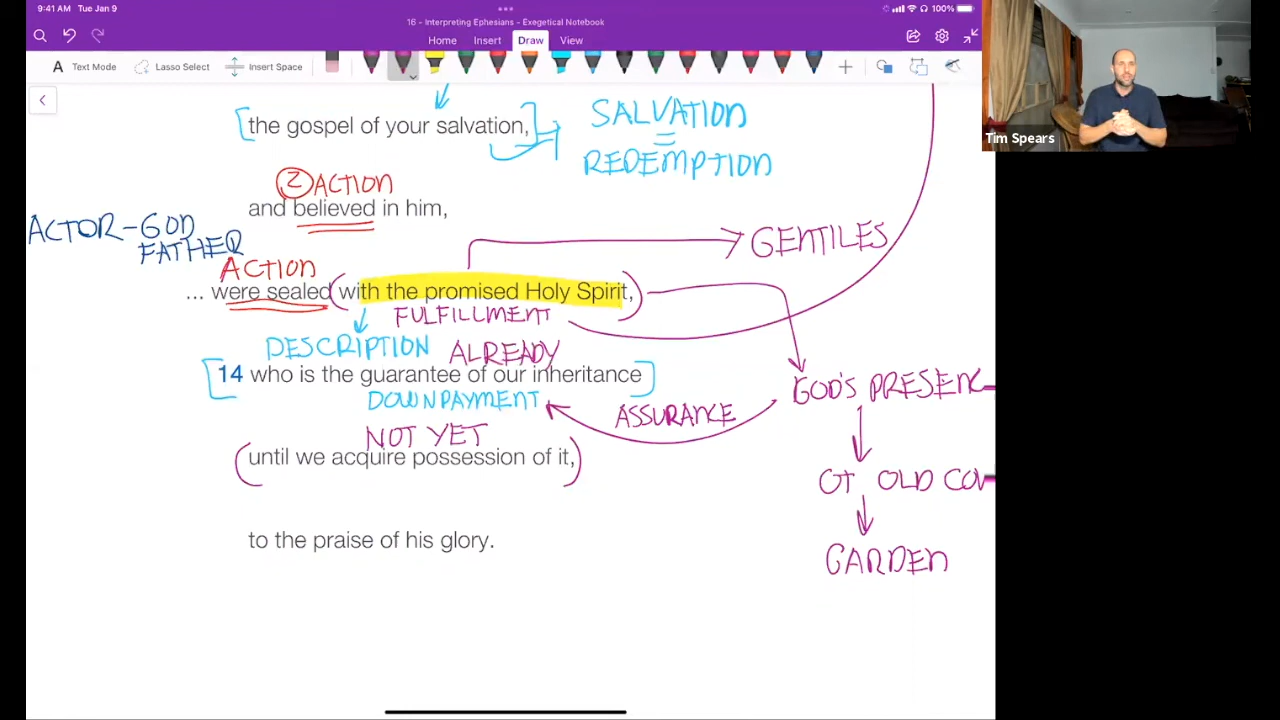 9:41 AM Tue Jan 9
100%
16 - Interpreting Ephesians - Exegetical Notebook
Home Insert Draw View
A Text Mode Lasso Select Insert Space
Tim Spears
the gospel of your salvation,
SALVATION
=
REDEMPTION
2 ACTION
and believed in him,
ACTOR-GOD
FATHER
GENTILES
ACTION
... were sealed (with the promised Holy Spirit,)
FULFILLMENT
DESCRIPTION ALREADY
[14 who is the guarantee of our inheritance]
GOD'S PRESENC
DOWNPAYMENT
ASSURANCE
NOT YET
(until we acquire possession of it,)
OT OLD COV
to the praise of his glory.
GARDEN